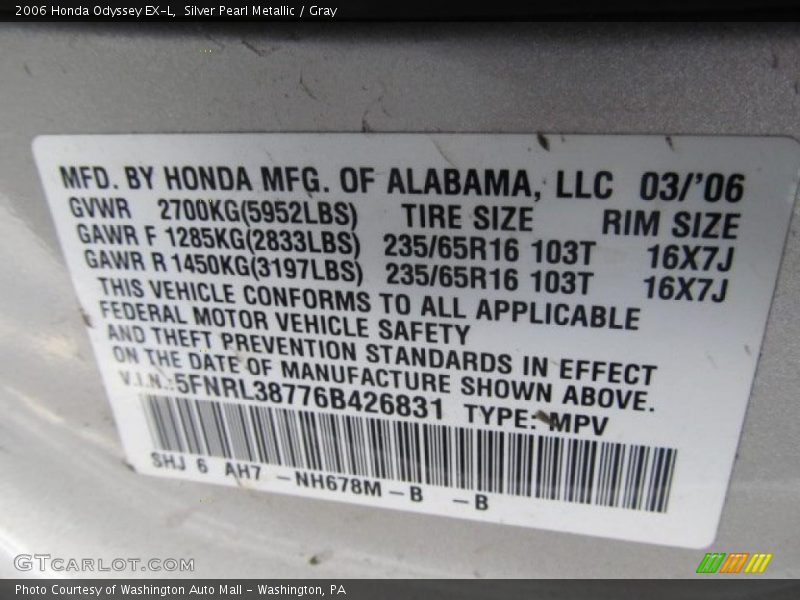 2006 Honda Odyssey EX-L, Silver Pearl Metallic / Gray
MFD. BY HONDA MFG. OF ALABAMA, LLC 03/'06
GVWR 2700KG(5952LBS) TIRE SIZE RIM SIZE
GAWR F 1285KG(2833LBS) 235/65R16 103T 16X7J
GAWR R 1450KG(3197LBS) 235/65R16 103T 16X7J
THIS VEHICLE CONFORMS TO ALL APPLICABLE
FEDERAL MOTOR VEHICLE SAFETY
AND THEFT PREVENTION STANDARDS IN EFFECT
ON THE DATE OF MANUFACTURE SHOWN ABOVE.
V.I.N.:5FNRL38776B426831 TYPE: MPV
SHJ 6 AH7 - NH678M - B - B
GTCARLOT.COM
Photo Courtesy of Washington Auto Mall - Washington, PA